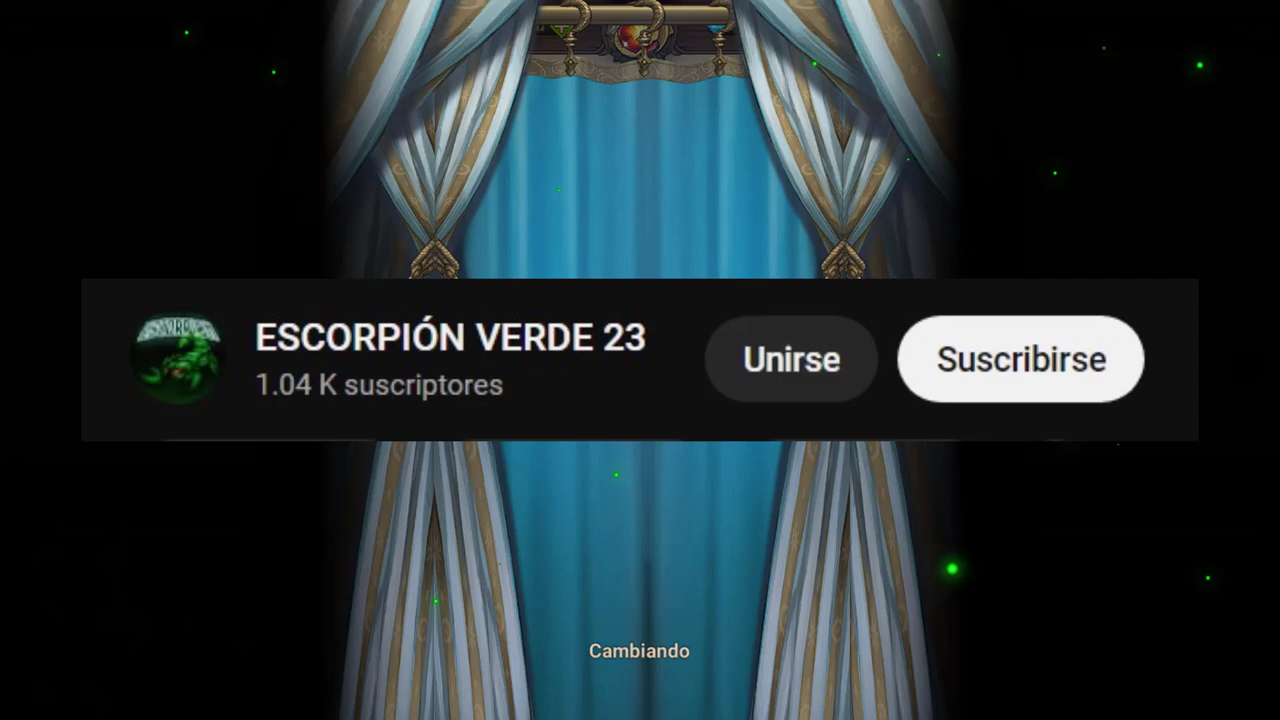 ESCORPIÓN VERDE 23
1.04 K suscriptores
Unirse
Suscribirse
Cambiando